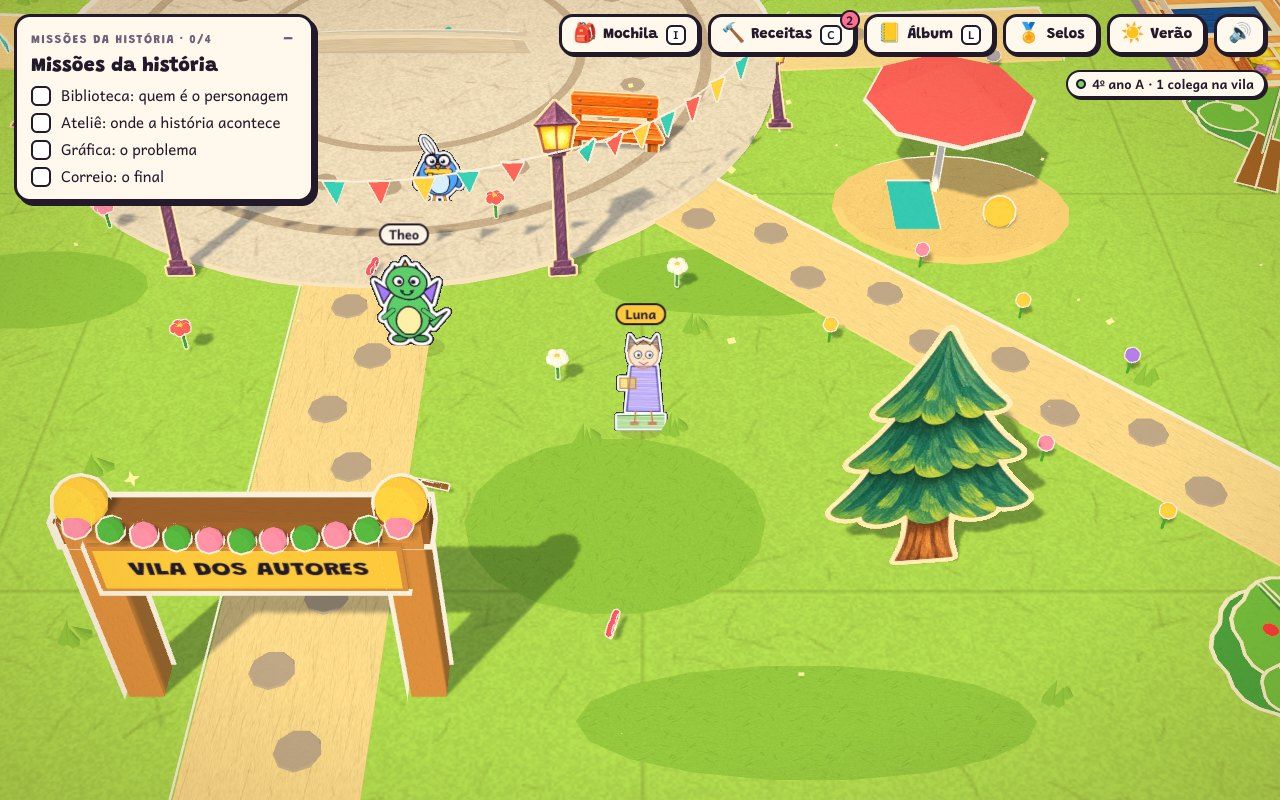 MISSÕES DA HISTÓRIA · 0/4
Missões da história
Biblioteca: quem é o personagem
Ateliê: onde a história acontece
Gráfica: o problema
Correio: o final
Mochila I
Receitas C 2
Álbum L
Selos
Verão
4º ano A · 1 colega na vila
Theo
Luna
VILA DOS AUTORES